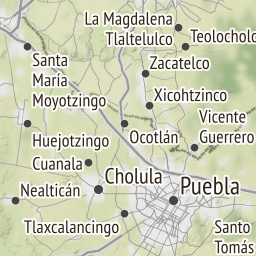 La Magdalena
Tlaltelulco
Teolocholc
Santa
María
Moyotzingo
Zacatelco
Xicohtzinco
Vicente
Guerrero
Huejotzingo
Ocotlán
Cuanala
Nealticán
Cholula
Puebla
Tlaxcalancingo
Santo
Tomás